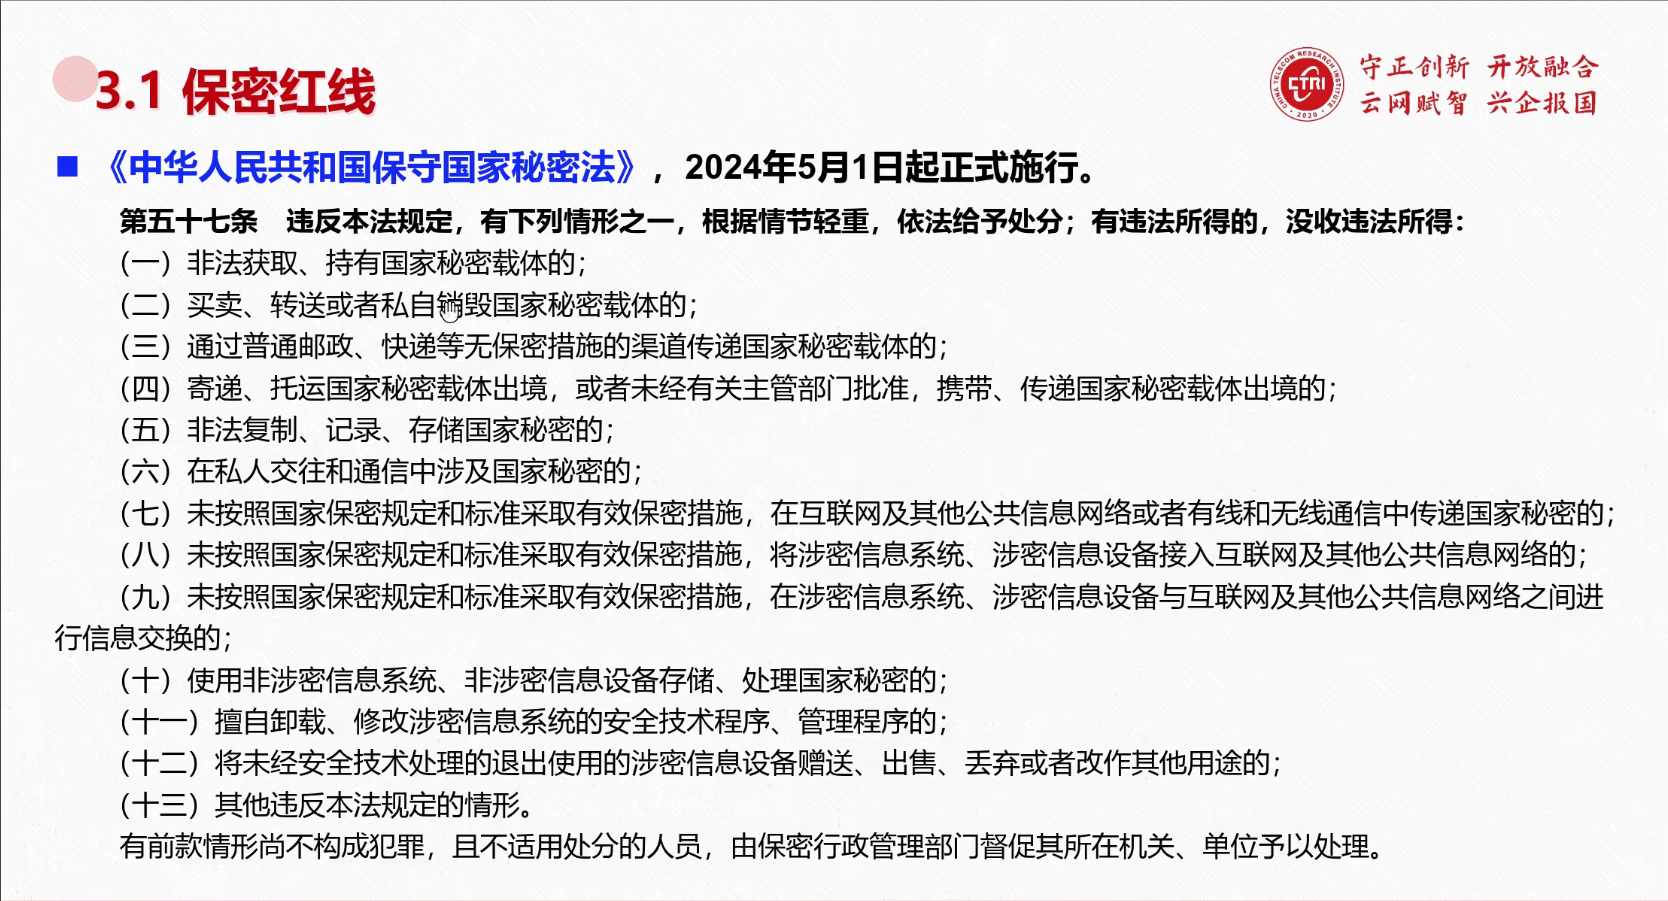 3.1 保密红线
CHINA TELECOM RESEARCH INSTITUTE
CTRI
2020
守正创新 开放融合
云网赋智 兴企报国
《中华人民共和国保守国家秘密法》，2024年5月1日起正式施行。
第五十七条 违反本法规定，有下列情形之一，根据情节轻重，依法给予处分；有违法所得的，没收违法所得：
（一）非法获取、持有国家秘密载体的；
（二）买卖、转送或者私自销毁国家秘密载体的；
（三）通过普通邮政、快递等无保密措施的渠道传递国家秘密载体的；
（四）寄递、托运国家秘密载体出境，或者未经有关主管部门批准，携带、传递国家秘密载体出境的；
（五）非法复制、记录、存储国家秘密的；
（六）在私人交往和通信中涉及国家秘密的；
（七）未按照国家保密规定和标准采取有效保密措施，在互联网及其他公共信息网络或者有线和无线通信中传递国家秘密的；
（八）未按照国家保密规定和标准采取有效保密措施，将涉密信息系统、涉密信息设备接入互联网及其他公共信息网络的；
（九）未按照国家保密规定和标准采取有效保密措施，在涉密信息系统、涉密信息设备与互联网及其他公共信息网络之间进
行信息交换的；
（十）使用非涉密信息系统、非涉密信息设备存储、处理国家秘密的；
（十一）擅自卸载、修改涉密信息系统的安全技术程序、管理程序的；
（十二）将未经安全技术处理的退出使用的涉密信息设备赠送、出售、丢弃或者改作其他用途的；
（十三）其他违反本法规定的情形。
有前款情形尚不构成犯罪，且不适用处分的人员，由保密行政管理部门督促其所在机关、单位予以处理。